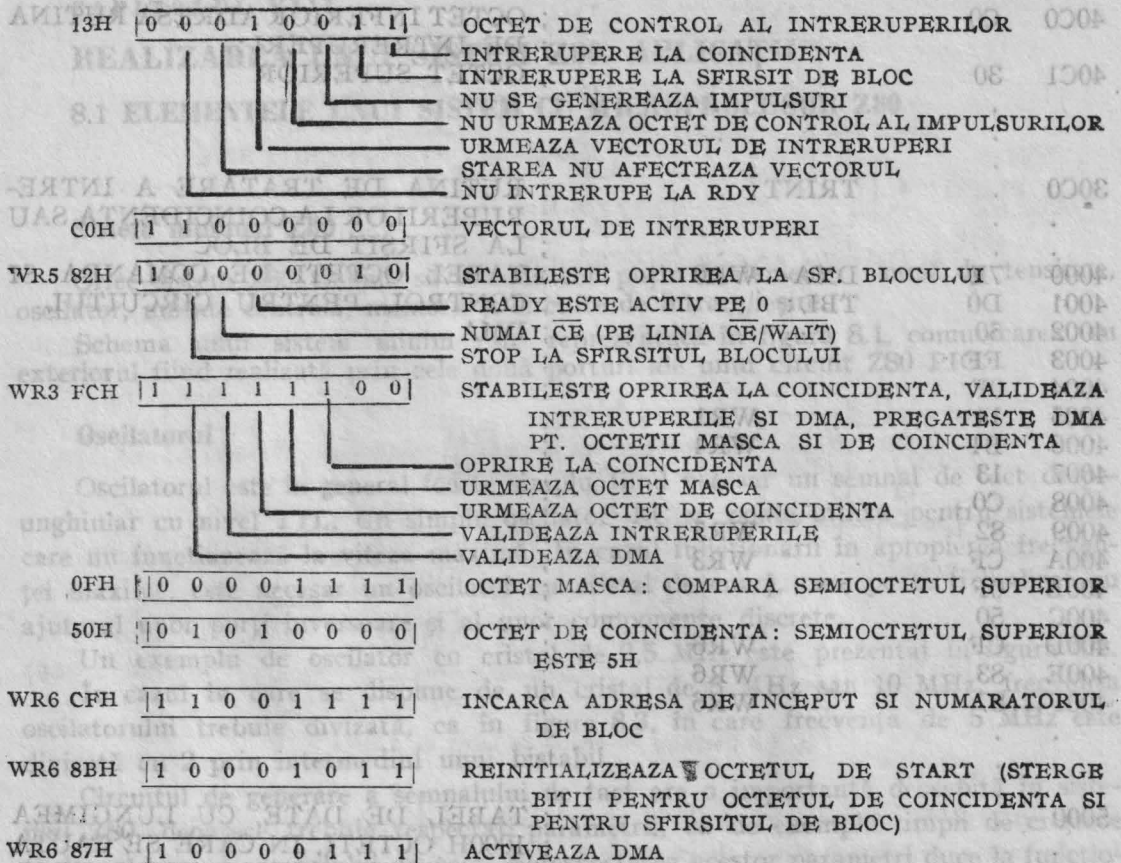 13H 0 0 0 1 0 0 1 1 OCTET DE CONTROL AL INTRERUPERILOR
INTRERUPERE LA COINCIDENTA
INTRERUPERE LA SFIRSIT DE BLOC
NU SE GENEREAZA IMPULSURI
NU URMEAZA OCTET DE CONTROL AL IMPULSURILOR
URMEAZA VECTORUL DE INTRERUPERI
STAREA NU AFECTEAZA VECTORUL
NU INTRERUPE LA RDY
C0H 1 1 0 0 0 0 0 0 VECTORUL DE INTRERUPERI
WR5 82H 1 0 0 0 0 0 1 0 STABILESTE OPRIREA LA SF. BLOCULUI
READY ESTE ACTIV PE 0
NUMAI CE (PE LINIA CE/WAIT)
STOP LA SFIRSITUL BLOCULUI
WR3 FCH 1 1 1 1 1 1 0 0 STABILESTE OPRIREA LA COINCIDENTA, VALIDEAZA
INTRERUPERILE SI DMA, PREGATESTE DMA
PT. OCTETII MASCA SI DE COINCIDENTA
OPRIRE LA COINCIDENTA
URMEAZA OCTET MASCA
URMEAZA OCTET DE COINCIDENTA
VALIDEAZA INTRERUPERILE
VALIDEAZA DMA
0FH 0 0 0 0 1 1 1 1 OCTET MASCA: COMPARA SEMIOCTETUL SUPERIOR
50H 0 1 0 1 0 0 0 0 OCTET DE COINCIDENTA: SEMIOCTETUL SUPERIOR
ESTE 5H
WR6 CFH 1 1 0 0 1 1 1 1 INCARCA ADRESA DE INCEPUT SI NUMARATORUL
DE BLOC
WR6 8BH 1 0 0 0 1 0 1 1 REINITIALIZEAZA OCTETUL DE START (STERGE
BITII PENTRU OCTETUL DE COINCIDENTA SI
PENTRU SFIRSITUL DE BLOC)
WR6 87H 1 0 0 0 0 1 1 1 ACTIVEAZA DMA